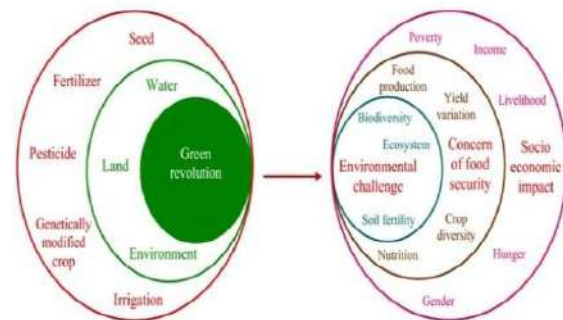 Seed
Fertilizer
Water
Pesticide
Land
Green
revolution
Genetically
modified
crop
Environment
Irrigation
Poverty
Income
Food
production
Yield
variation
Livelihood
Biodiversity
Ecosystem
Environmental
challenge
Concern
of food
security
Socio
economic
impact
Soil fertility
Crop
diversity
Nutrition
Hunger
Gender